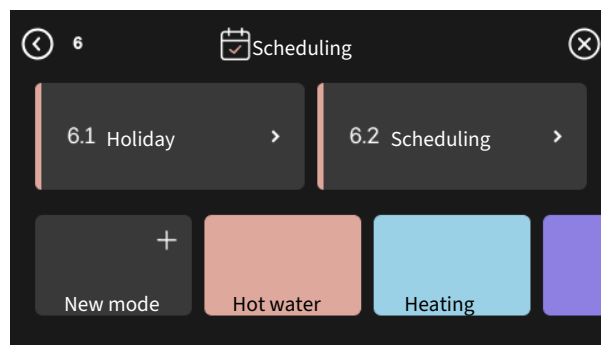 6 Scheduling
6.1 Holiday
6.2 Scheduling
New mode
Hot water
Heating